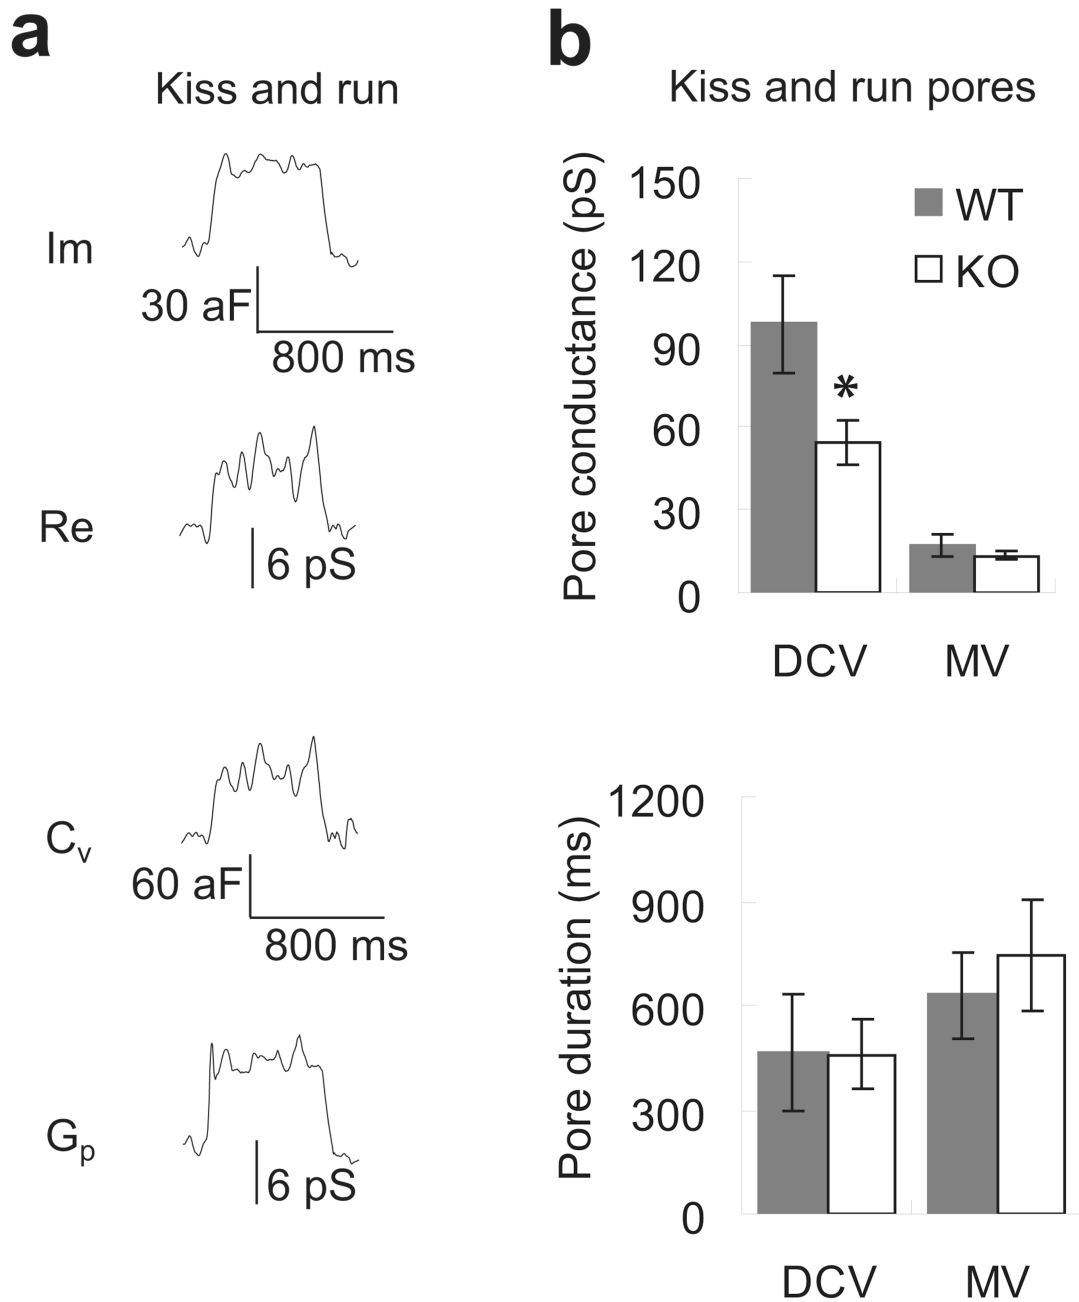 a
Kiss and run
Im
30 aF
800 ms
Re
6 pS
Cv
60 aF
800 ms
Gp
6 pS
b
Kiss and run pores
Pore conductance (pS)
150
120
90
60
30
0
WT
KO
*
DCV MV
Pore duration (ms)
1200
900
600
300
0
DCV MV